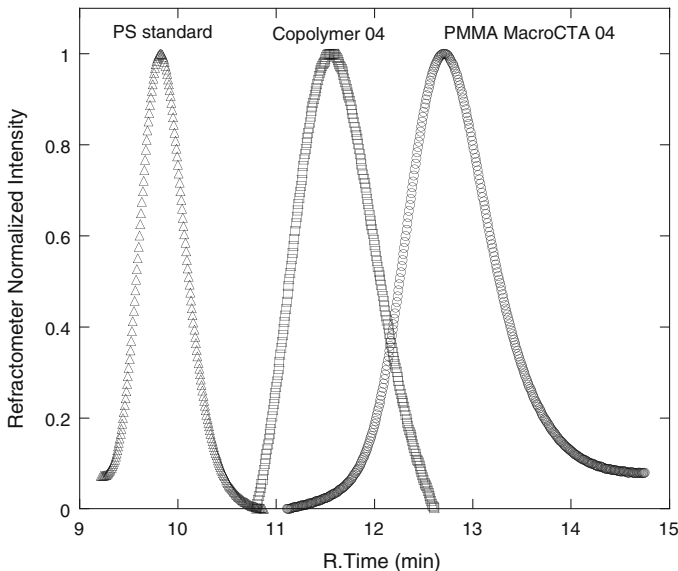 PS standard Copolymer 04 PMMA MacroCTA 04
1
0.8
0.6
0.4
0.2
0
Refractometer Normalized Intensity
9 10 11 12 13 14 15
R.Time (min)